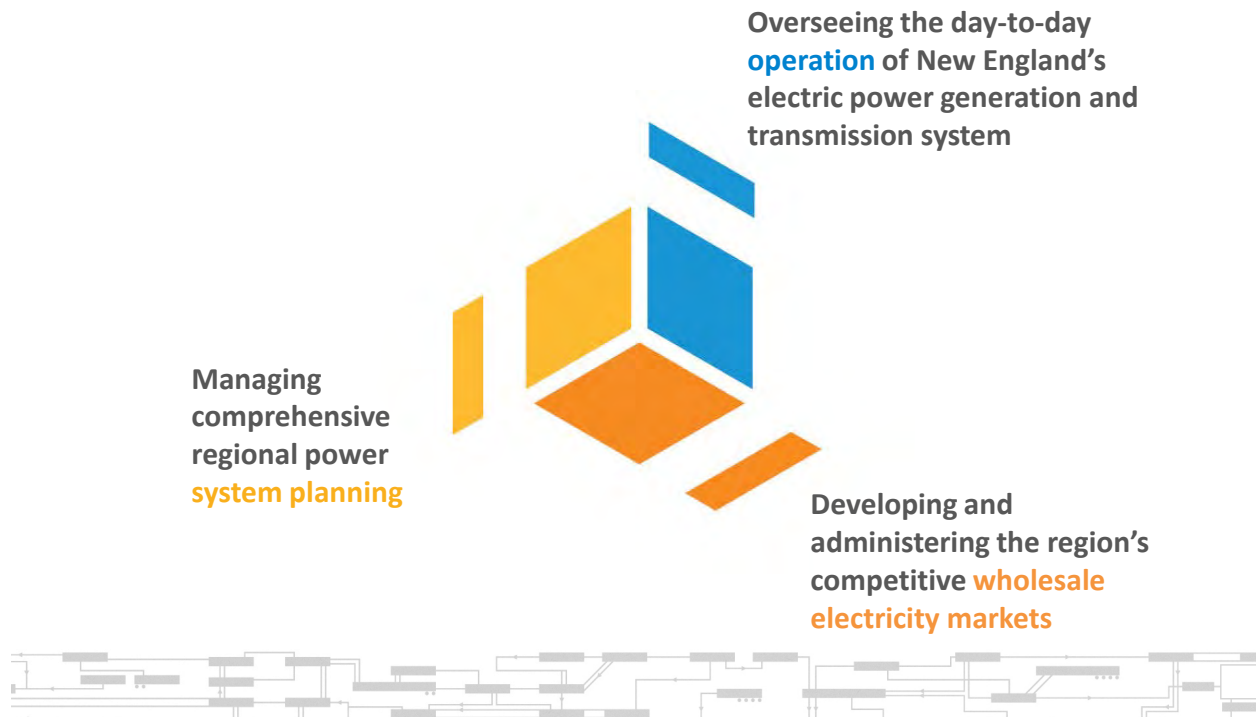 Overseeing the day-to-day
operation of New England’s
electric power generation and
transmission system
Managing
comprehensive
regional power
system planning
Developing and
administering the region’s
competitive wholesale
electricity markets